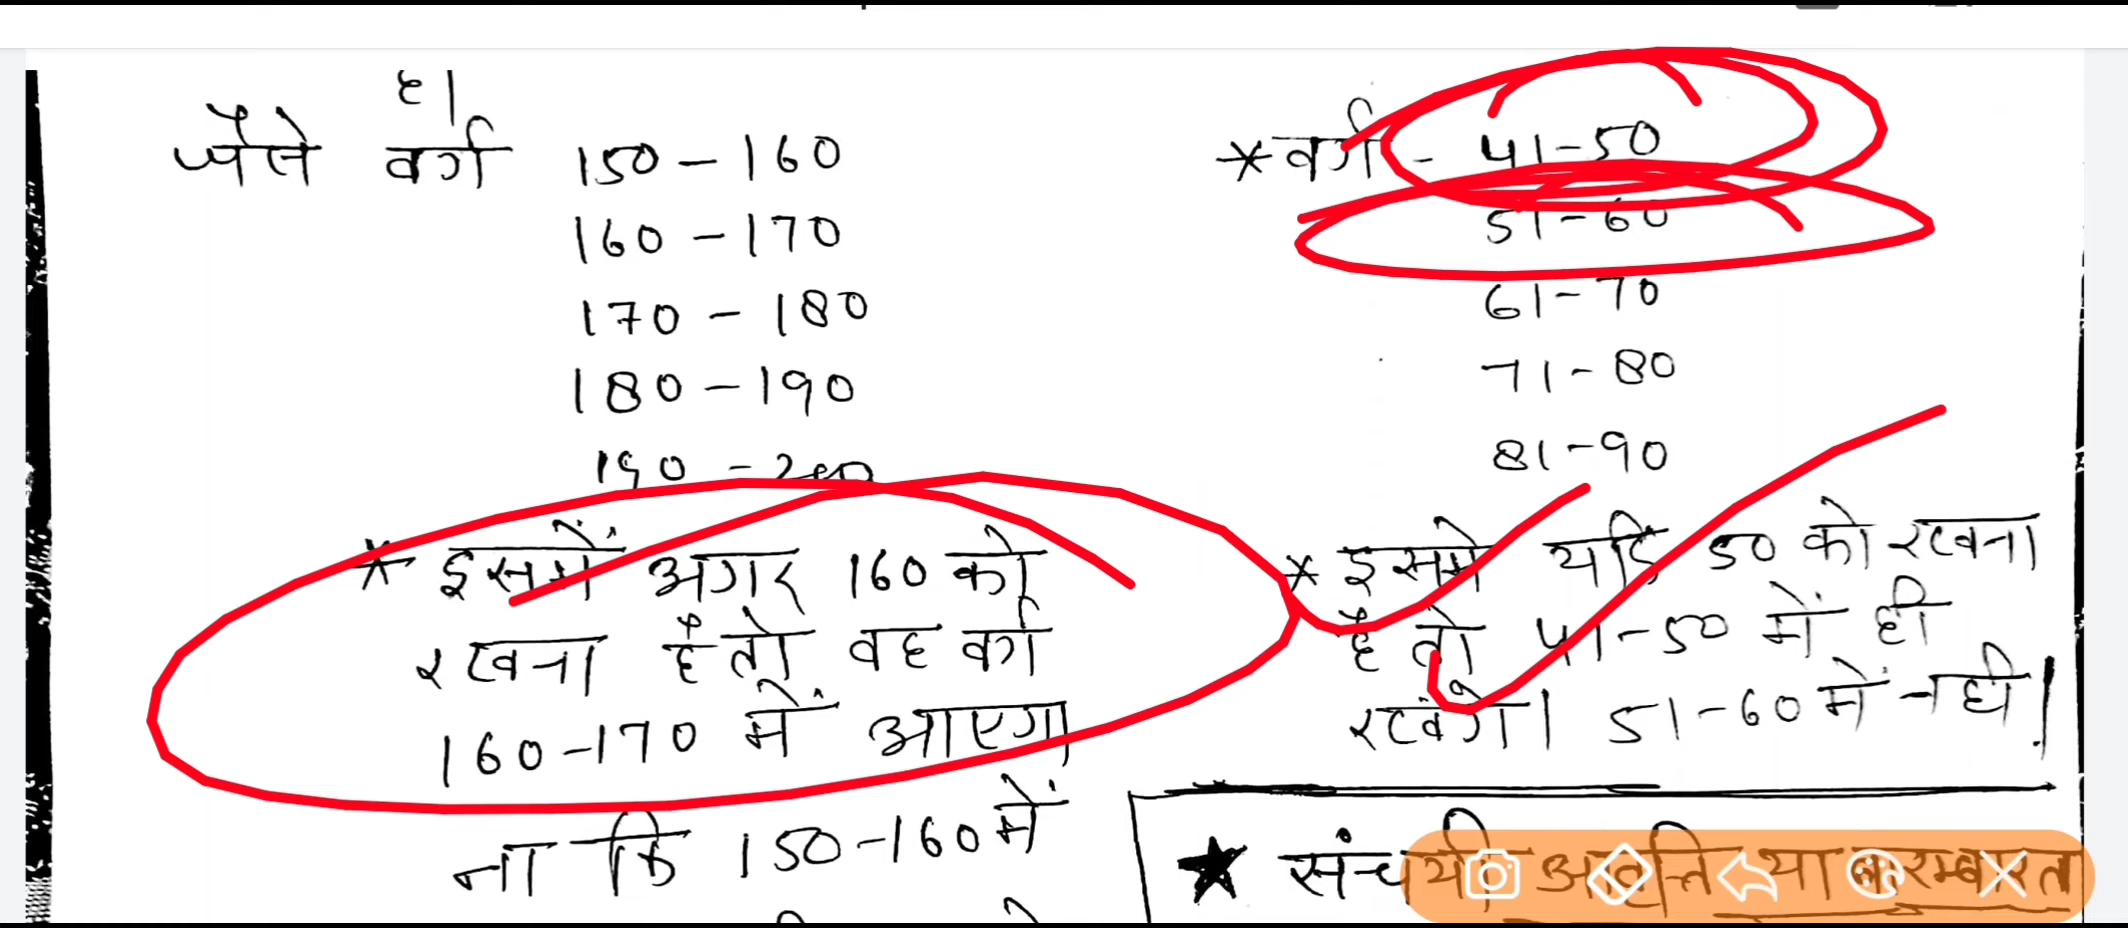 है।
जैसे वर्ग 150-160
160-170
170-180
180-190
190-200
* इसमें अगर 160 को
रखना है तो वह वर्ग
160-170 में आएगा
ना कि 150-160 में
* वर्ग - 41-50
51-60
61-70
71-80
81-90
* इसमे यदि 50 को रखना
है तो 41-50 में ही
रखेंगे। 51-60 में नही!
★ संचयी आवृत्ति या बारम्बारता